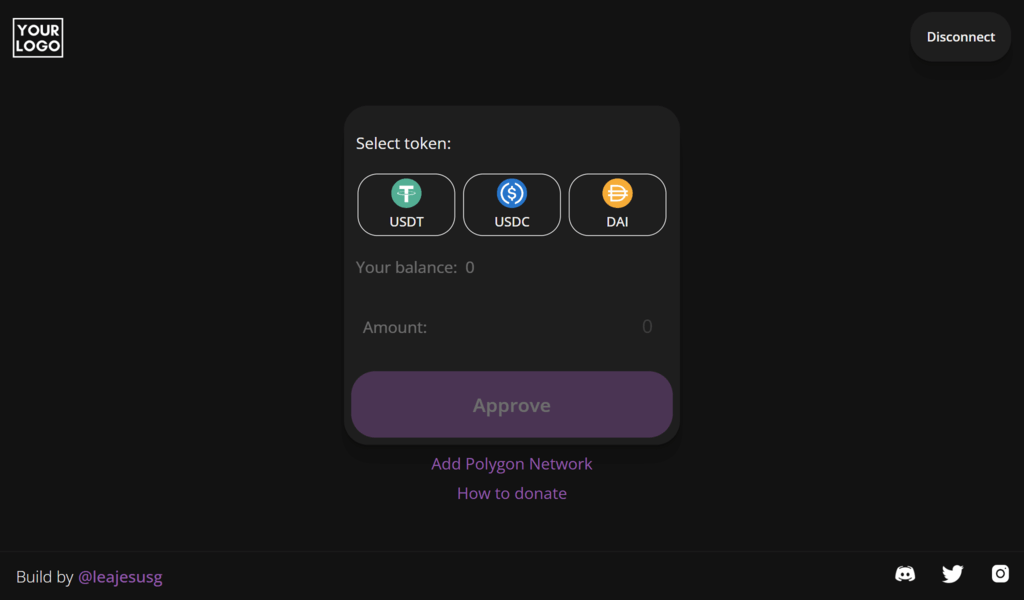 YOUR
LOGO
Disconnect
Select token:
USDT
USDC
DAI
Your balance: 0
Amount: 0
Approve
Add Polygon Network
How to donate
Build by @leajesusg